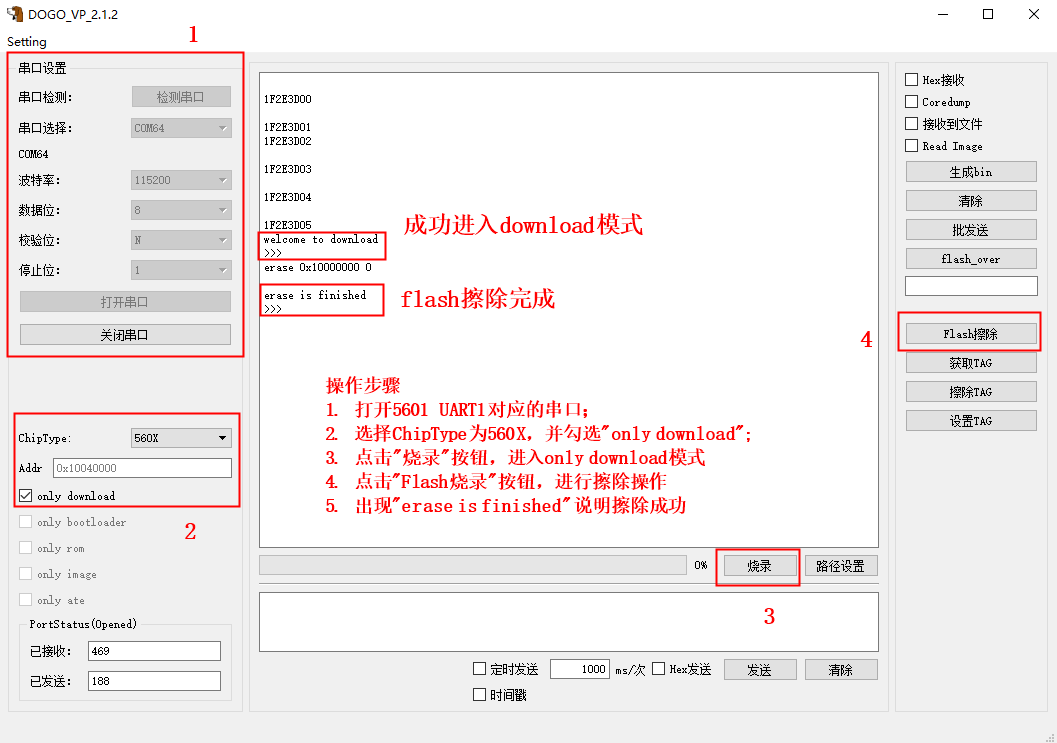 DOGO_VP_2.1.2
Setting
1
串口设置
串口检测:
检测串口
串口选择:
COM64
COM64
波特率:
115200
数据位:
8
校验位:
N
停止位:
1
打开串口
关闭串口
ChipType:
560X
Addr
0x10040000
only download
only bootloader
2
only rom
only image
only ate
PortStatus(Opened)
已接收:
469
已发送:
188
1F2E3D00
1F2E3D01
1F2E3D02
1F2E3D03
1F2E3D04
1F2E3D05
welcome to download
>>>
成功进入download模式
erase 0x10000000 0
erase is finished
>>>
flash擦除完成
操作步骤
1. 打开5601 UART1对应的串口;
2. 选择ChipType为560X，并勾选"only download";
3. 点击"烧录"按钮，进入only download模式
4. 点击"Flash烧录"按钮，进行擦除操作
5. 出现"erase is finished"说明擦除成功
0%
烧录
路径设置
3
定时发送
1000
ms/次
Hex发送
发送
清除
时间戳
Hex接收
Coredump
接收到文件
Read Image
生成bin
清除
批发送
flash_over
4
Flash擦除
获取TAG
擦除TAG
设置TAG